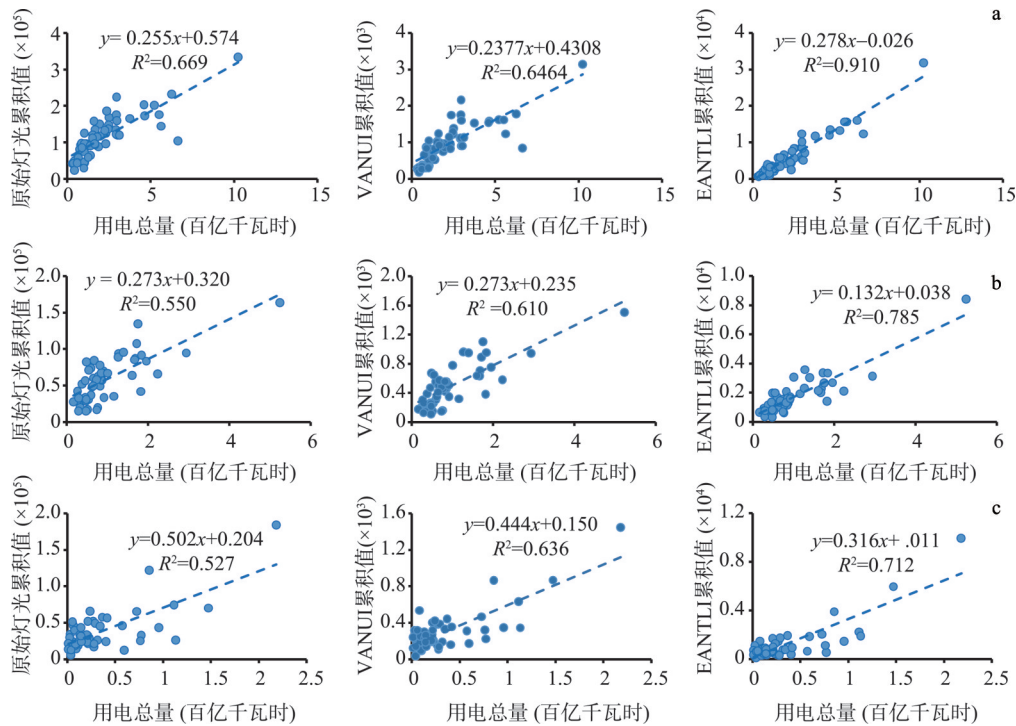 a
原始灯光累积值 (×10⁵)
4
3
2
1
0
y= 0.255x+0.574
R²=0.669
0 5 10 15
用电总量 (百亿千瓦时)
VANUI累积值(×10³)
4
3
2
1
0
y=0.2377x+0.4308
R²=0.6464
0 5 10 15
用电总量 (百亿千瓦时)
EANTLI累积值 (×10⁴)
4
3
2
1
0
y= 0.278x−0.026
R²=0.910
0 5 10 15
用电总量 (百亿千瓦时)
b
原始灯光累积值 (×10⁵)
2.0
1.5
1.0
0.5
0
y = 0.273x+0.320
R²=0.550
0 2 4 6
用电总量 (百亿千瓦时)
VANUI累积值(×10³)
2.0
1.6
1.2
0.8
0.4
0
y= 0.273x+0.235
R² =0.610
0 2 4 6
用电总量 (百亿千瓦时)
EANTLI累积值 (×10⁴)
1.0
0.8
0.6
0.4
0.2
0
y= 0.132x+0.038
R²=0.785
0 2 4 6
用电总量 (百亿千瓦时)
c
原始灯光累积值 (×10⁵)
2.0
1.5
1.0
0.5
0
y=0.502x+0.204
R²=0.527
0 0.5 1 1.5 2 2.5
用电总量 (百亿千瓦时)
VANUI累积值(×10³)
1.6
1.2
0.8
0.4
0
y=0.444x+0.150
R²=0.636
0 0.5 1 1.5 2 2.5
用电总量 (百亿千瓦时)
EANTLI累积值 (×10⁴)
1.2
0.8
0.4
0
y=0.316x+ .011
R²=0.712
0 0.5 1 1.5 2 2.5
用电总量 (百亿千瓦时)